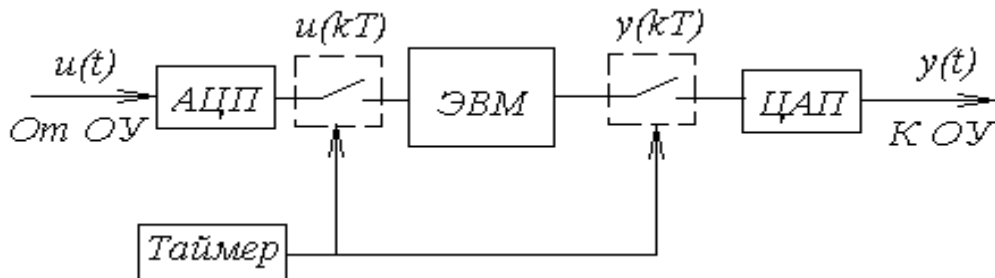 u(kT)
y(kT)
u(t)
y(t)
АЦП
ЭВМ
ЦАП
От ОУ
К ОУ
Таймер